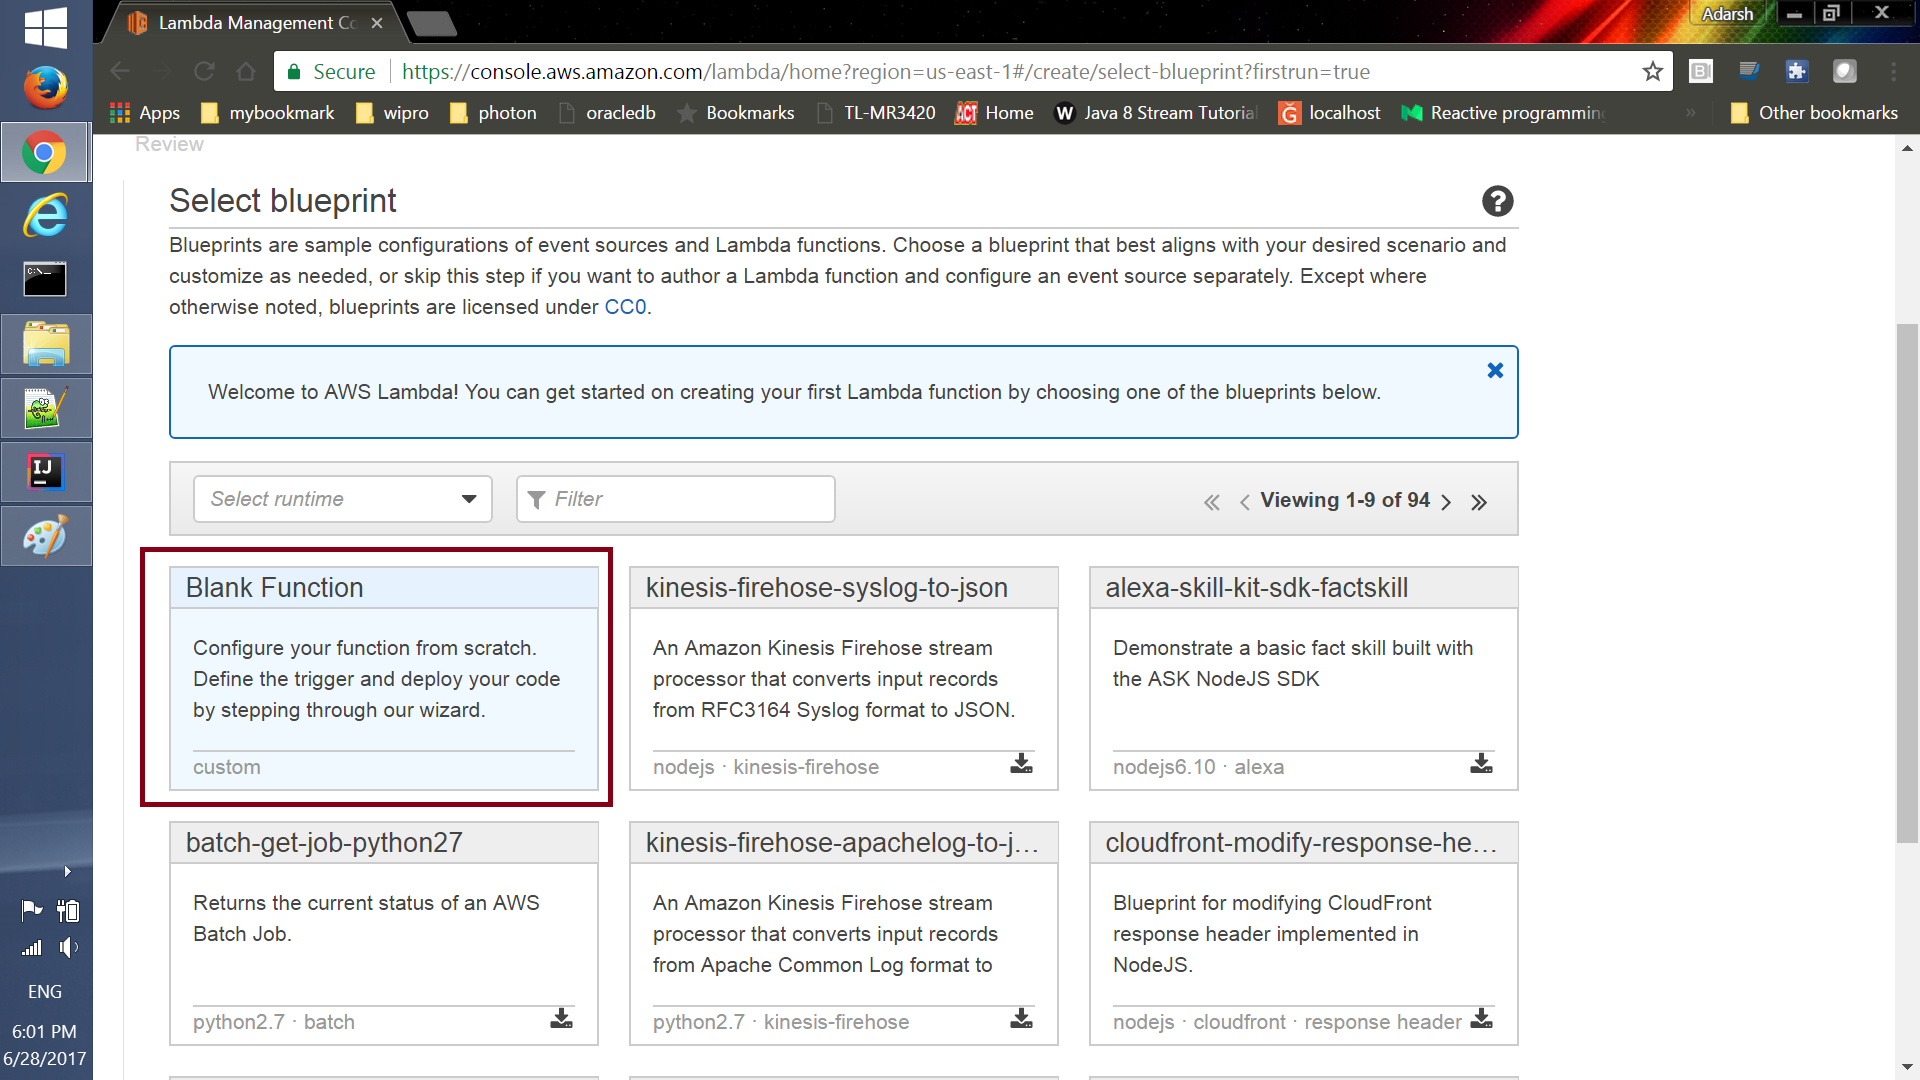 Lambda Management Co
Adarsh
Secure
https://console.aws.amazon.com/lambda/home?region=us-east-1#/create/select-blueprint?firstrun=true
Apps
mybookmark
wipro
photon
oracledb
Bookmarks
TL-MR3420
ACT Home
W Java 8 Stream Tutorial
localhost
Reactive programming
»
Other bookmarks
Review
Select blueprint
Blueprints are sample configurations of event sources and Lambda functions. Choose a blueprint that best aligns with your desired scenario and
customize as needed, or skip this step if you want to author a Lambda function and configure an event source separately. Except where
otherwise noted, blueprints are licensed under CC0.
Welcome to AWS Lambda! You can get started on creating your first Lambda function by choosing one of the blueprints below.
Select runtime
Filter
« ‹ Viewing 1-9 of 94 › »
Blank Function
Configure your function from scratch.
Define the trigger and deploy your code
by stepping through our wizard.
custom
kinesis-firehose-syslog-to-json
An Amazon Kinesis Firehose stream
processor that converts input records
from RFC3164 Syslog format to JSON.
nodejs · kinesis-firehose
alexa-skill-kit-sdk-factskill
Demonstrate a basic fact skill built with
the ASK NodeJS SDK
nodejs6.10 · alexa
batch-get-job-python27
Returns the current status of an AWS
Batch Job.
python2.7 · batch
kinesis-firehose-apachelog-to-j…
An Amazon Kinesis Firehose stream
processor that converts input records
from Apache Common Log format to
python2.7 · kinesis-firehose
cloudfront-modify-response-he…
Blueprint for modifying CloudFront
response header implemented in
NodeJS.
nodejs · cloudfront · response header
C:\_
IJ
ENG
6:01 PM
6/28/2017